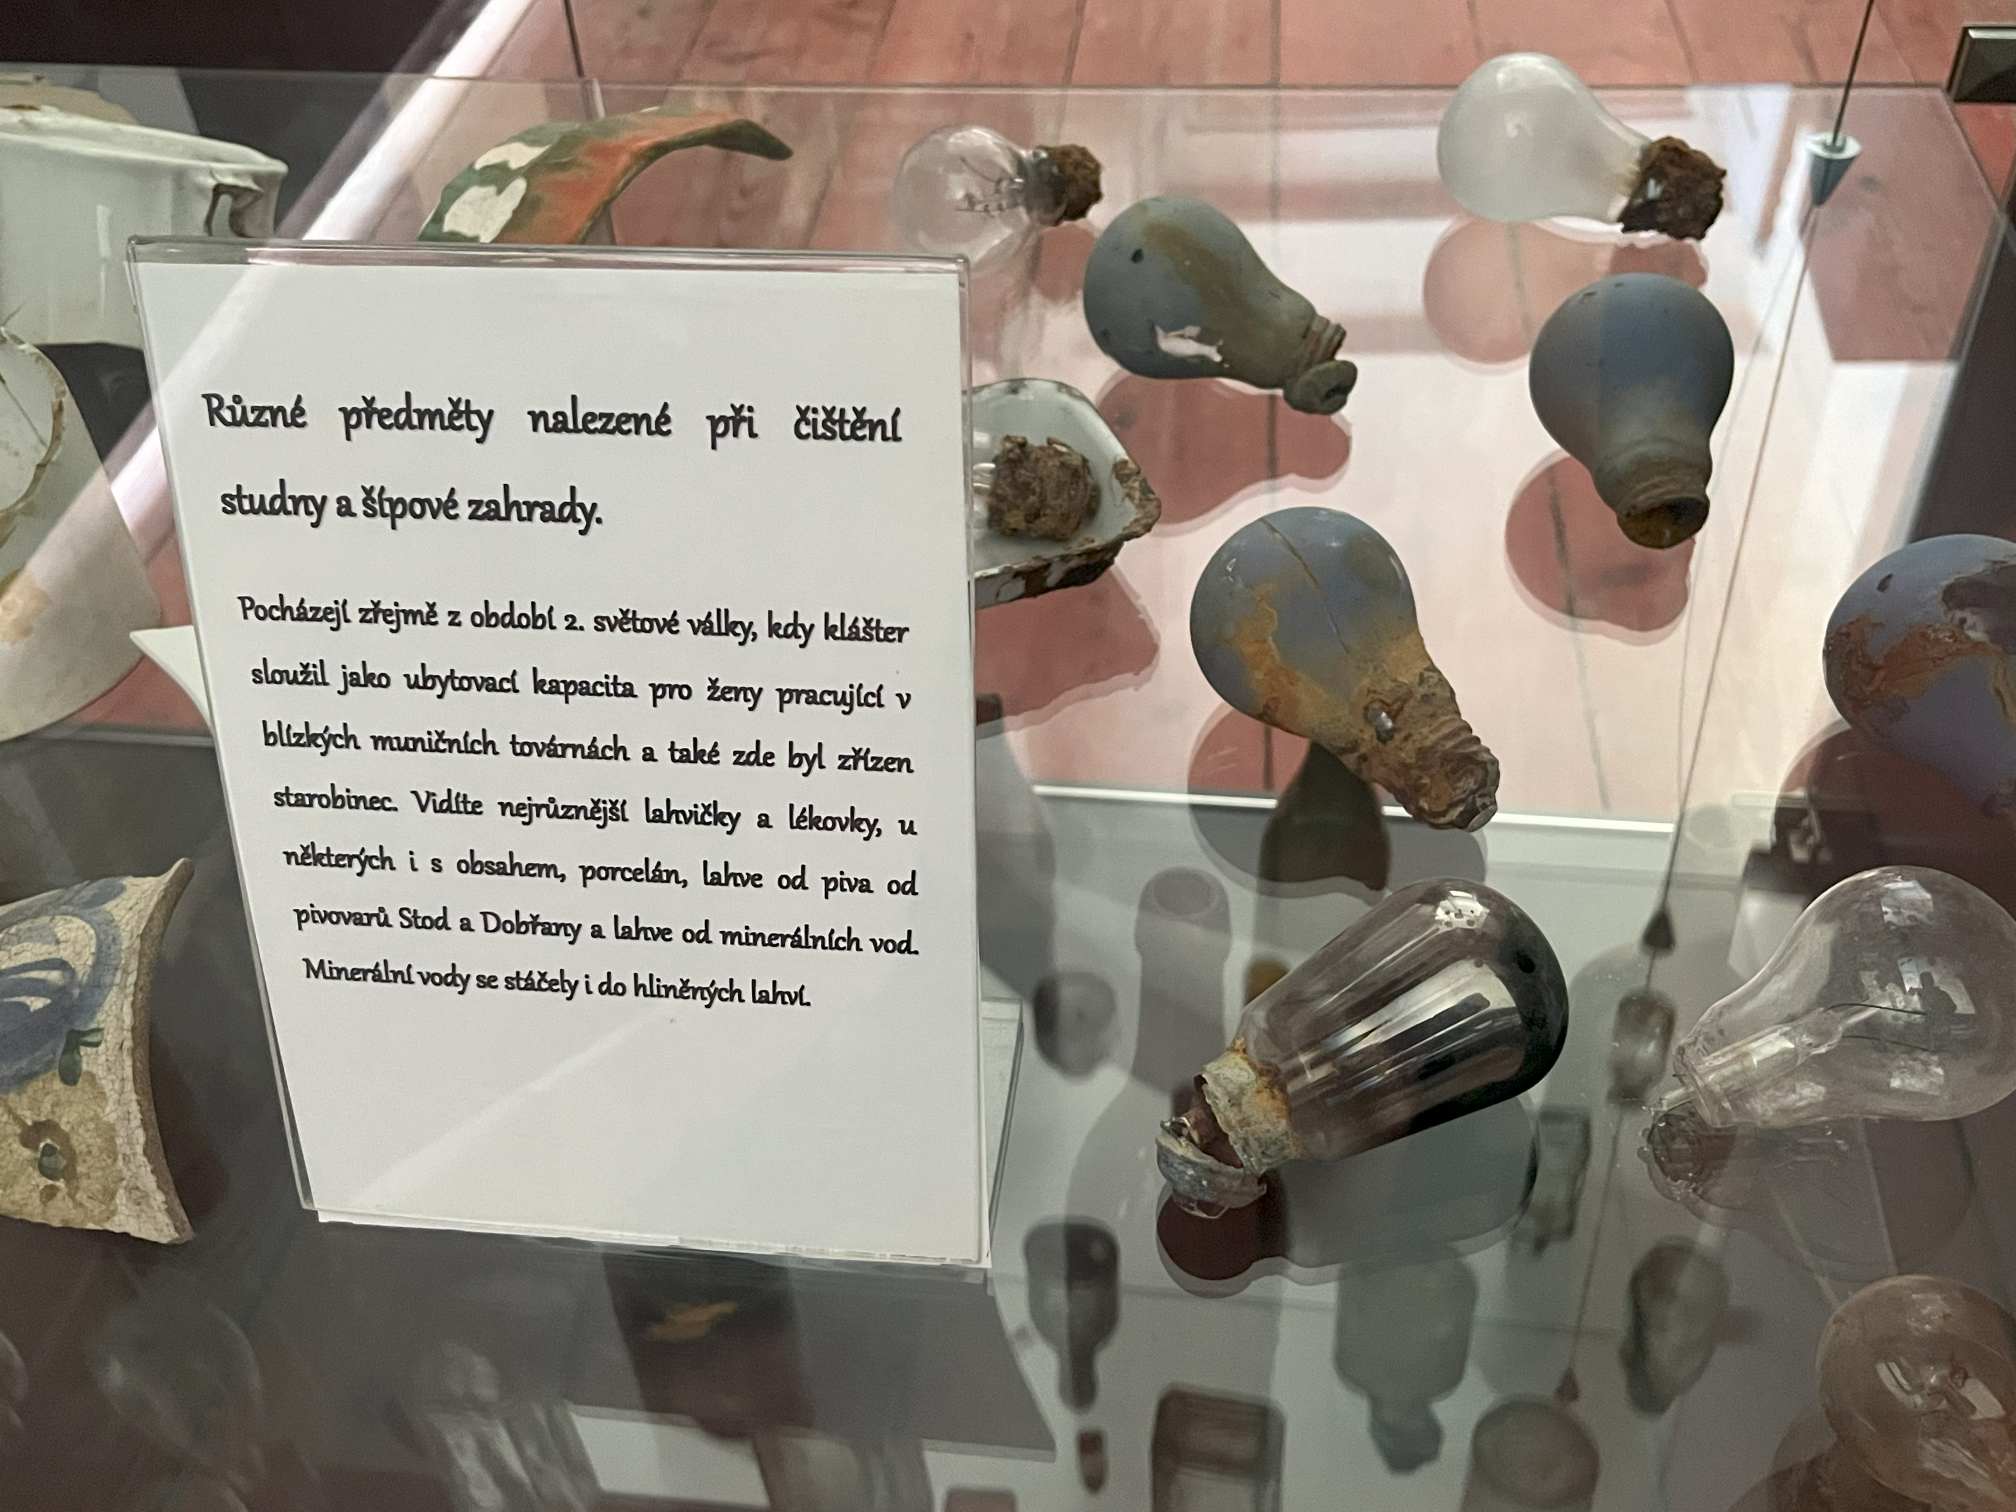 Různé předměty nalezené při čištění
studny a šípové zahrady.
Pocházejí zřejmě z období 2. světové války, kdy klášter
sloužil jako ubytovací kapacita pro ženy pracující v
blízkých muničních továrnách a také zde byl zřízen
starobinec. Vidíte nejrůznější lahvičky a lékovky, u
některých i s obsahem, porcelán, lahve od piva od
pivovarů Stod a Dobřany a lahve od minerálních vod.
Minerální vody se stáčely i do hliněných lahví.